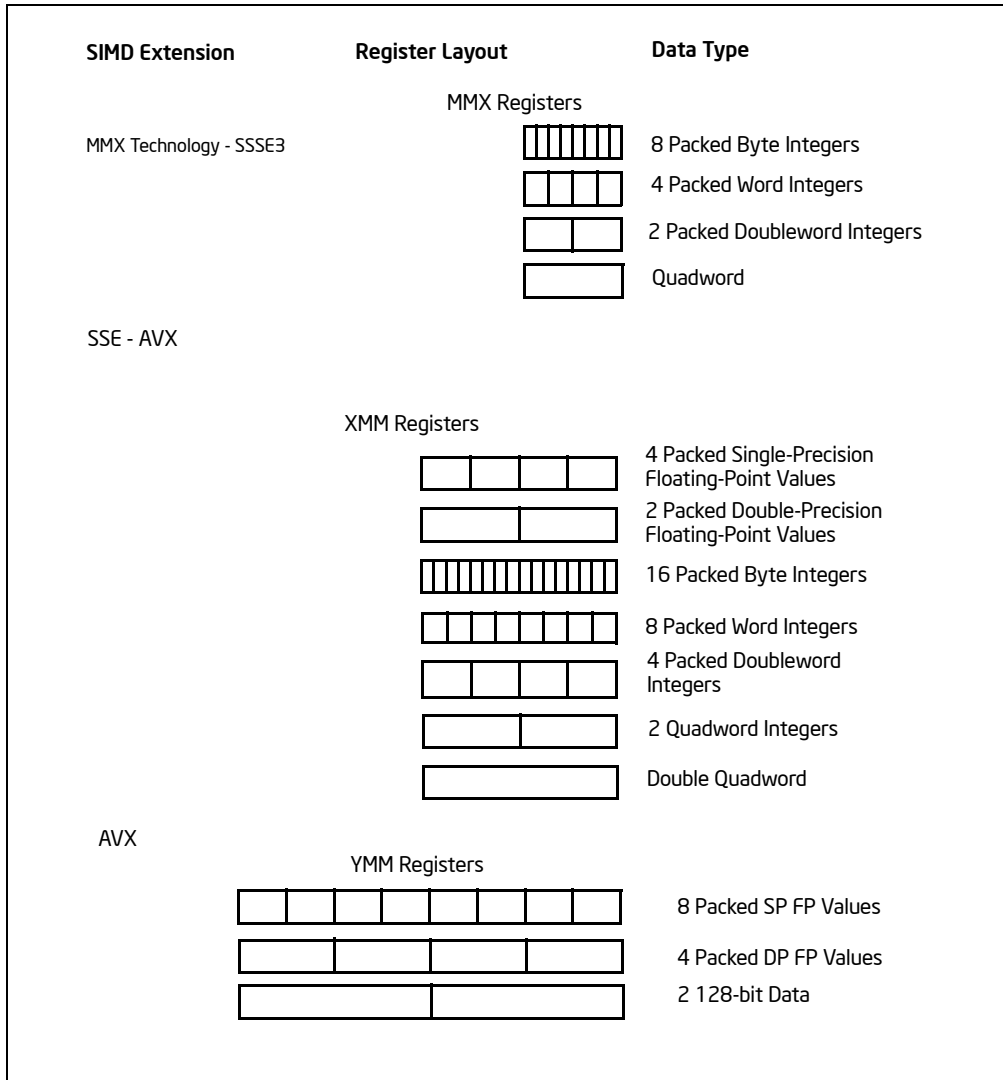 SIMD Extension Register Layout Data Type
MMX Registers
MMX Technology - SSSE3
8 Packed Byte Integers
4 Packed Word Integers
2 Packed Doubleword Integers
Quadword
SSE - AVX
XMM Registers
4 Packed Single-Precision
Floating-Point Values
2 Packed Double-Precision
Floating-Point Values
16 Packed Byte Integers
8 Packed Word Integers
4 Packed Doubleword
Integers
2 Quadword Integers
Double Quadword
AVX
YMM Registers
8 Packed SP FP Values
4 Packed DP FP Values
2 128-bit Data